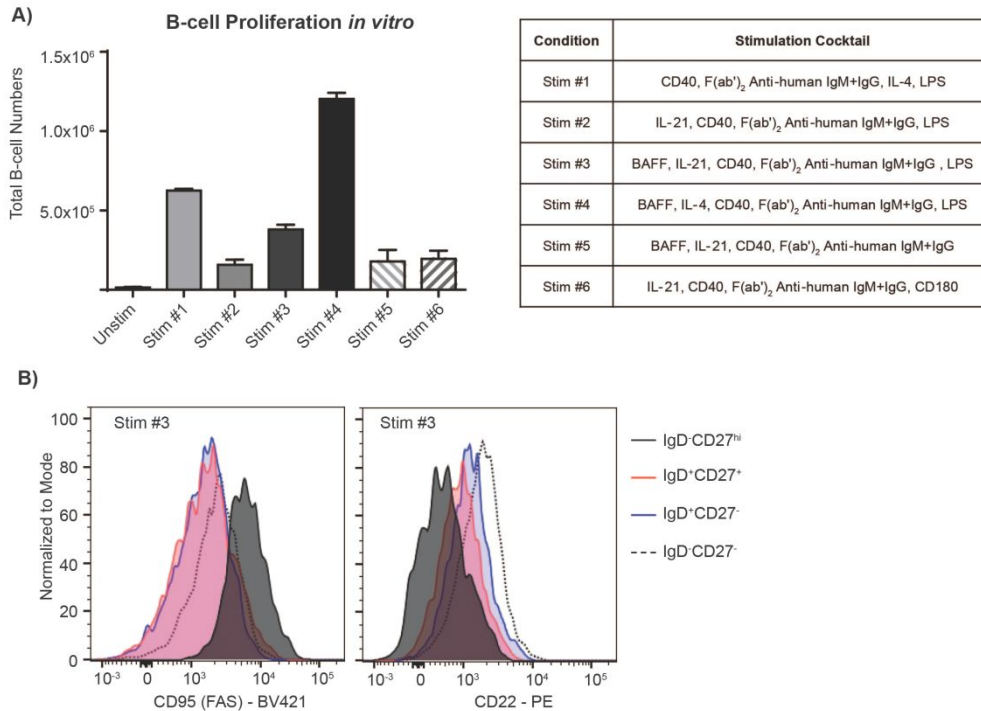 A)
B-cell Proliferation in vitro
Total B-cell Numbers
1.5x10⁶
1.0x10⁶
5.0x10⁵
Unstim
Stim #1
Stim #2
Stim #3
Stim #4
Stim #5
Stim #6
Condition Stimulation Cocktail
Stim #1 CD40, F(ab')₂ Anti-human IgM+IgG, IL-4, LPS
Stim #2 IL-21, CD40, F(ab')₂ Anti-human IgM+IgG, LPS
Stim #3 BAFF, IL-21, CD40, F(ab')₂ Anti-human IgM+IgG , LPS
Stim #4 BAFF, IL-4, CD40, F(ab')₂ Anti-human IgM+IgG, LPS
Stim #5 BAFF, IL-21, CD40, F(ab')₂ Anti-human IgM+IgG
Stim #6 IL-21, CD40, F(ab')₂ Anti-human IgM+IgG, CD180
B)
Normalized to Mode
100
80
60
40
20
0
Stim #3
-10⁻³ 0 10³ 10⁴ 10⁵
CD95 (FAS) - BV421
Stim #3
-10⁻³ 0 10³ 10⁴ 10⁵
CD22 - PE
IgD⁻CD27ʰⁱ
IgD⁺CD27⁺
IgD⁺CD27⁻
IgD⁻CD27⁻